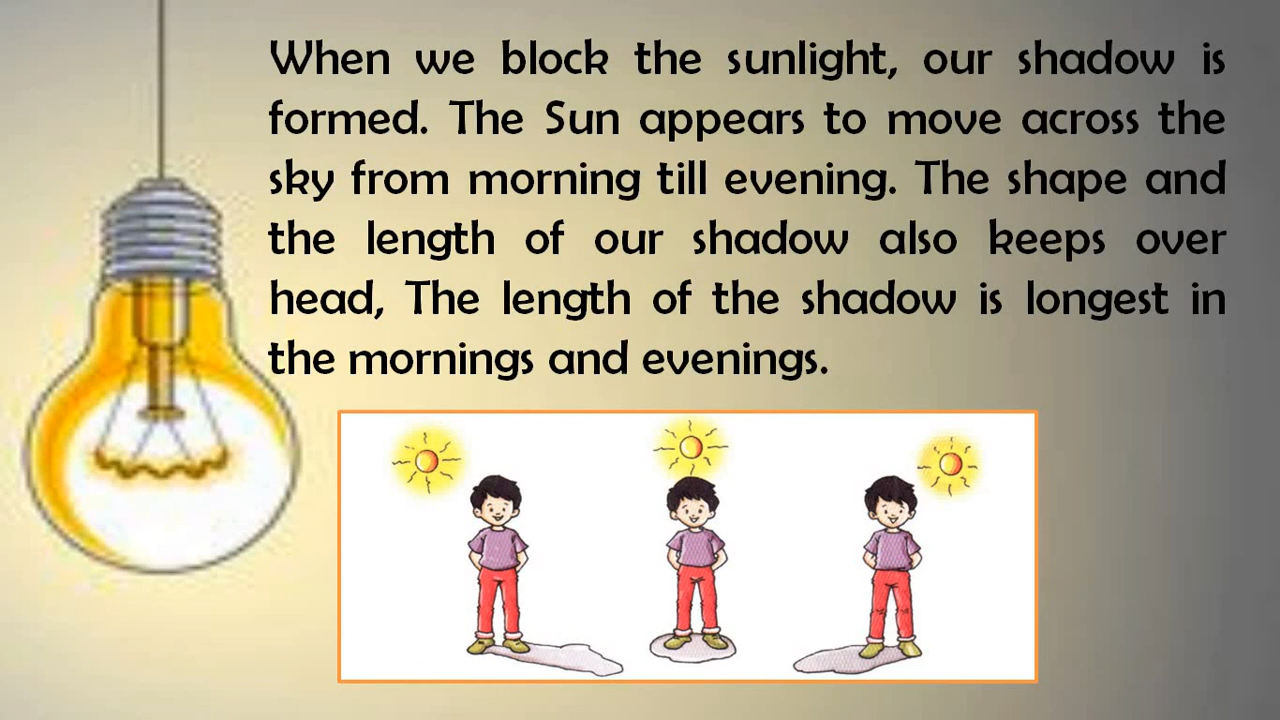 When we block the sunlight, our shadow is
formed. The Sun appears to move across the
sky from morning till evening. The shape and
the length of our shadow also keeps over
head, The length of the shadow is longest in
the mornings and evenings.